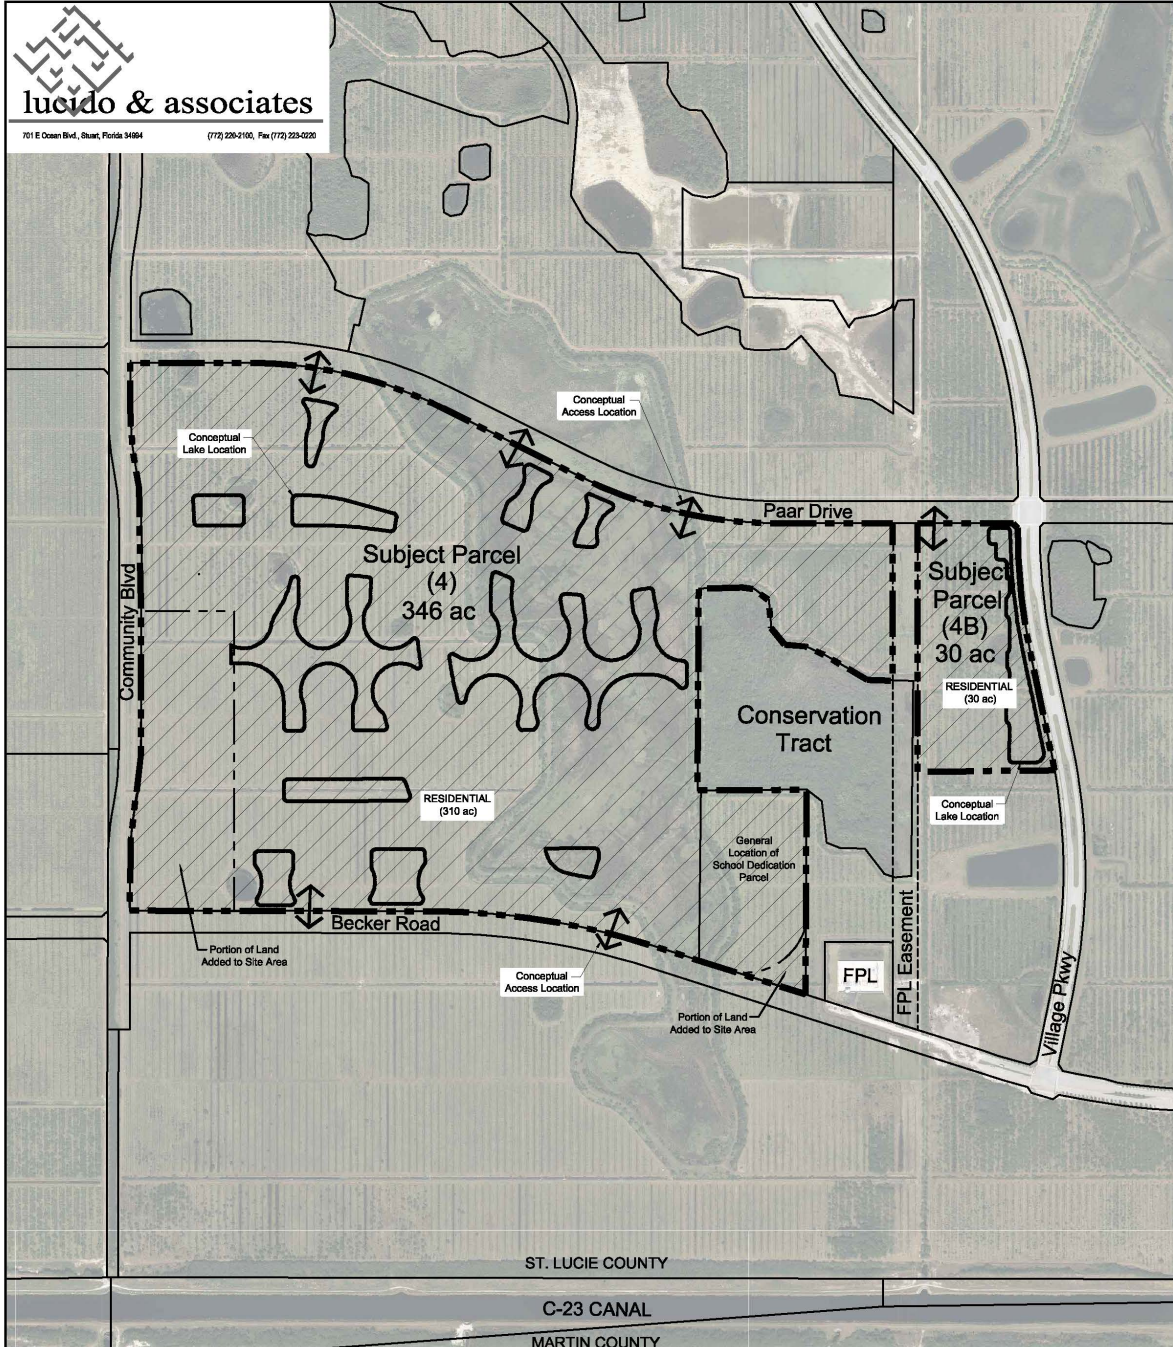 lucido & associates
701 E Ocean Blvd., Stuart, Florida 34994
(772) 220-2100, Fax (772) 223-0220
Conceptual
Access Location
Conceptual
Lake Location
Paar Drive
Subject Parcel
(4)
346 ac
Subject
Parcel
(4B)
30 ac
RESIDENTIAL
(30 ac)
Community Blvd
Conservation
Tract
RESIDENTIAL
(310 ac)
Conceptual
Lake Location
General
Location of
School Dedication
Parcel
Becker Road
Portion of Land
Added to Site Area
Conceptual
Access Location
FPL
FPL Easement
Village Pkwy
Portion of Land
Added to Site Area
ST. LUCIE COUNTY
C-23 CANAL
MARTIN COUNTY